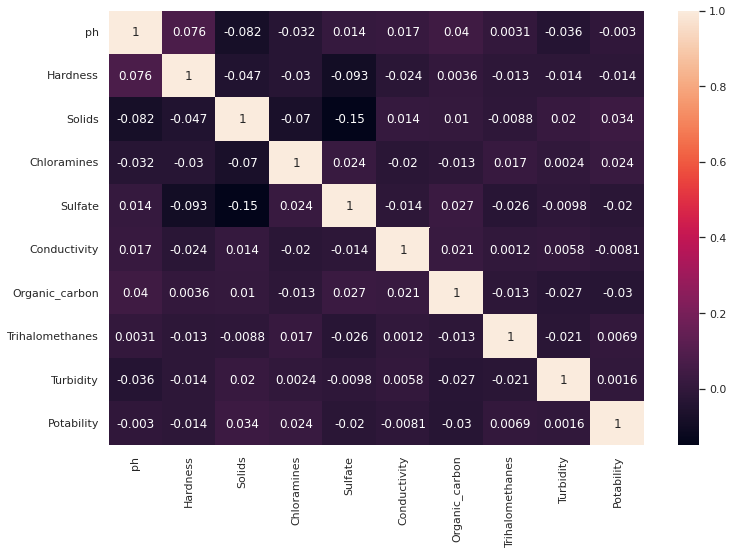 ph 1 0.076 -0.082 -0.032 0.014 0.017 0.04 0.0031 -0.036 -0.003
Hardness 0.076 1 -0.047 -0.03 -0.093 -0.024 0.0036 -0.013 -0.014 -0.014
Solids -0.082 -0.047 1 -0.07 -0.15 0.014 0.01 -0.0088 0.02 0.034
Chloramines -0.032 -0.03 -0.07 1 0.024 -0.02 -0.013 0.017 0.0024 0.024
Sulfate 0.014 -0.093 -0.15 0.024 1 -0.014 0.027 -0.026 -0.0098 -0.02
Conductivity 0.017 -0.024 0.014 -0.02 -0.014 1 0.021 0.0012 0.0058 -0.0081
Organic_carbon 0.04 0.0036 0.01 -0.013 0.027 0.021 1 -0.013 -0.027 -0.03
Trihalomethanes 0.0031 -0.013 -0.0088 0.017 -0.026 0.0012 -0.013 1 -0.021 0.0069
Turbidity -0.036 -0.014 0.02 0.0024 -0.0098 0.0058 -0.027 -0.021 1 0.0016
Potability -0.003 -0.014 0.034 0.024 -0.02 -0.0081 -0.03 0.0069 0.0016 1
ph
Hardness
Solids
Chloramines
Sulfate
Conductivity
Organic_carbon
Trihalomethanes
Turbidity
Potability
1.0
0.8
0.6
0.4
0.2
0.0